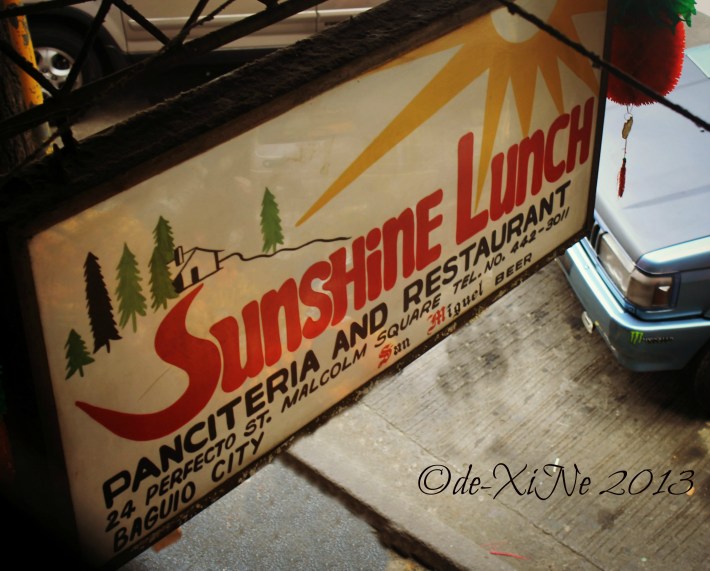 Sunshine Lunch
PANCITERIA AND RESTAURANT
24 PERFECTO ST. MALCOLM SQUARE TEL. NO. 442-3011
BAGUIO CITY
San Miguel BEER
©de-XiNe 2013